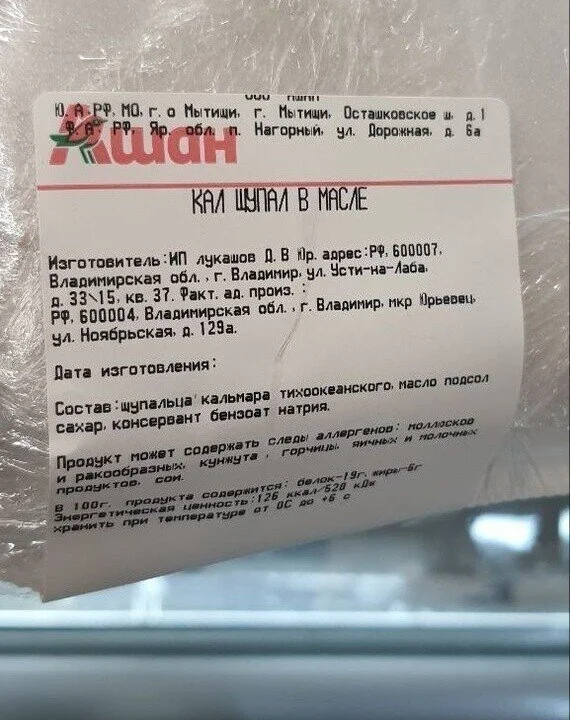 ООО АШАН
Ю. А. РФ, МО, г. о Мытищи, г. Мытищи, Осташковское ш, д. 1
Ф. А РФ, Яр. обл, п. Нагорный, ул. Дорожная, д. 6а
Ашан
КАЛ ЩУПАЛ В МАСЛЕ
Изготовитель:ИП лукашов Д. В Юр. адрес:РФ, 600007,
Владимирская обл. , г. Владимир, ул. Усти-на-Лаба,
д. 33\15, кв. 37. Факт. ад. произ. :
РФ, 600004, Владимирская обл. , г. Владимир, мкр Юрьевец,
ул. Ноябрьская, д. 129а.
Дата изготовления:
Состав:щупальца кальмара тихоокеанского, масло подсол
сахар, консервант бензоат натрия.
Продукт может содержать следы аллергенов: моллюсков
и ракообразных, кунжута , горчицы, яичных и молочных
продуктов, сои.
В 100г. продукта содержится: белок-19г, жиры-6г
Энергетическая ценность:126 ккал/528 кДж
хранить при температуре от 0С до +6 с